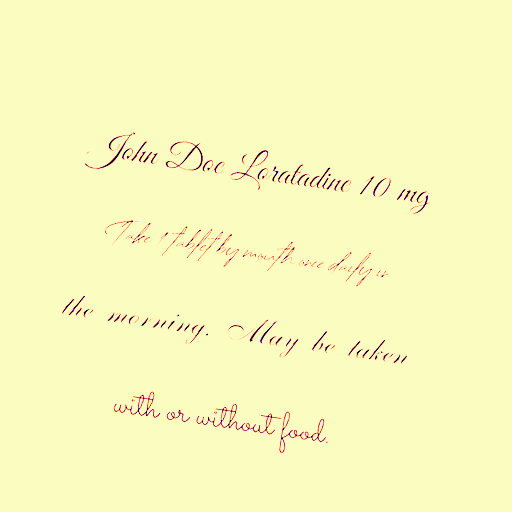 John Doe Loratadine 10 mg
Take 1 tablet by mouth once daily in
the morning. May be taken
with or without food.